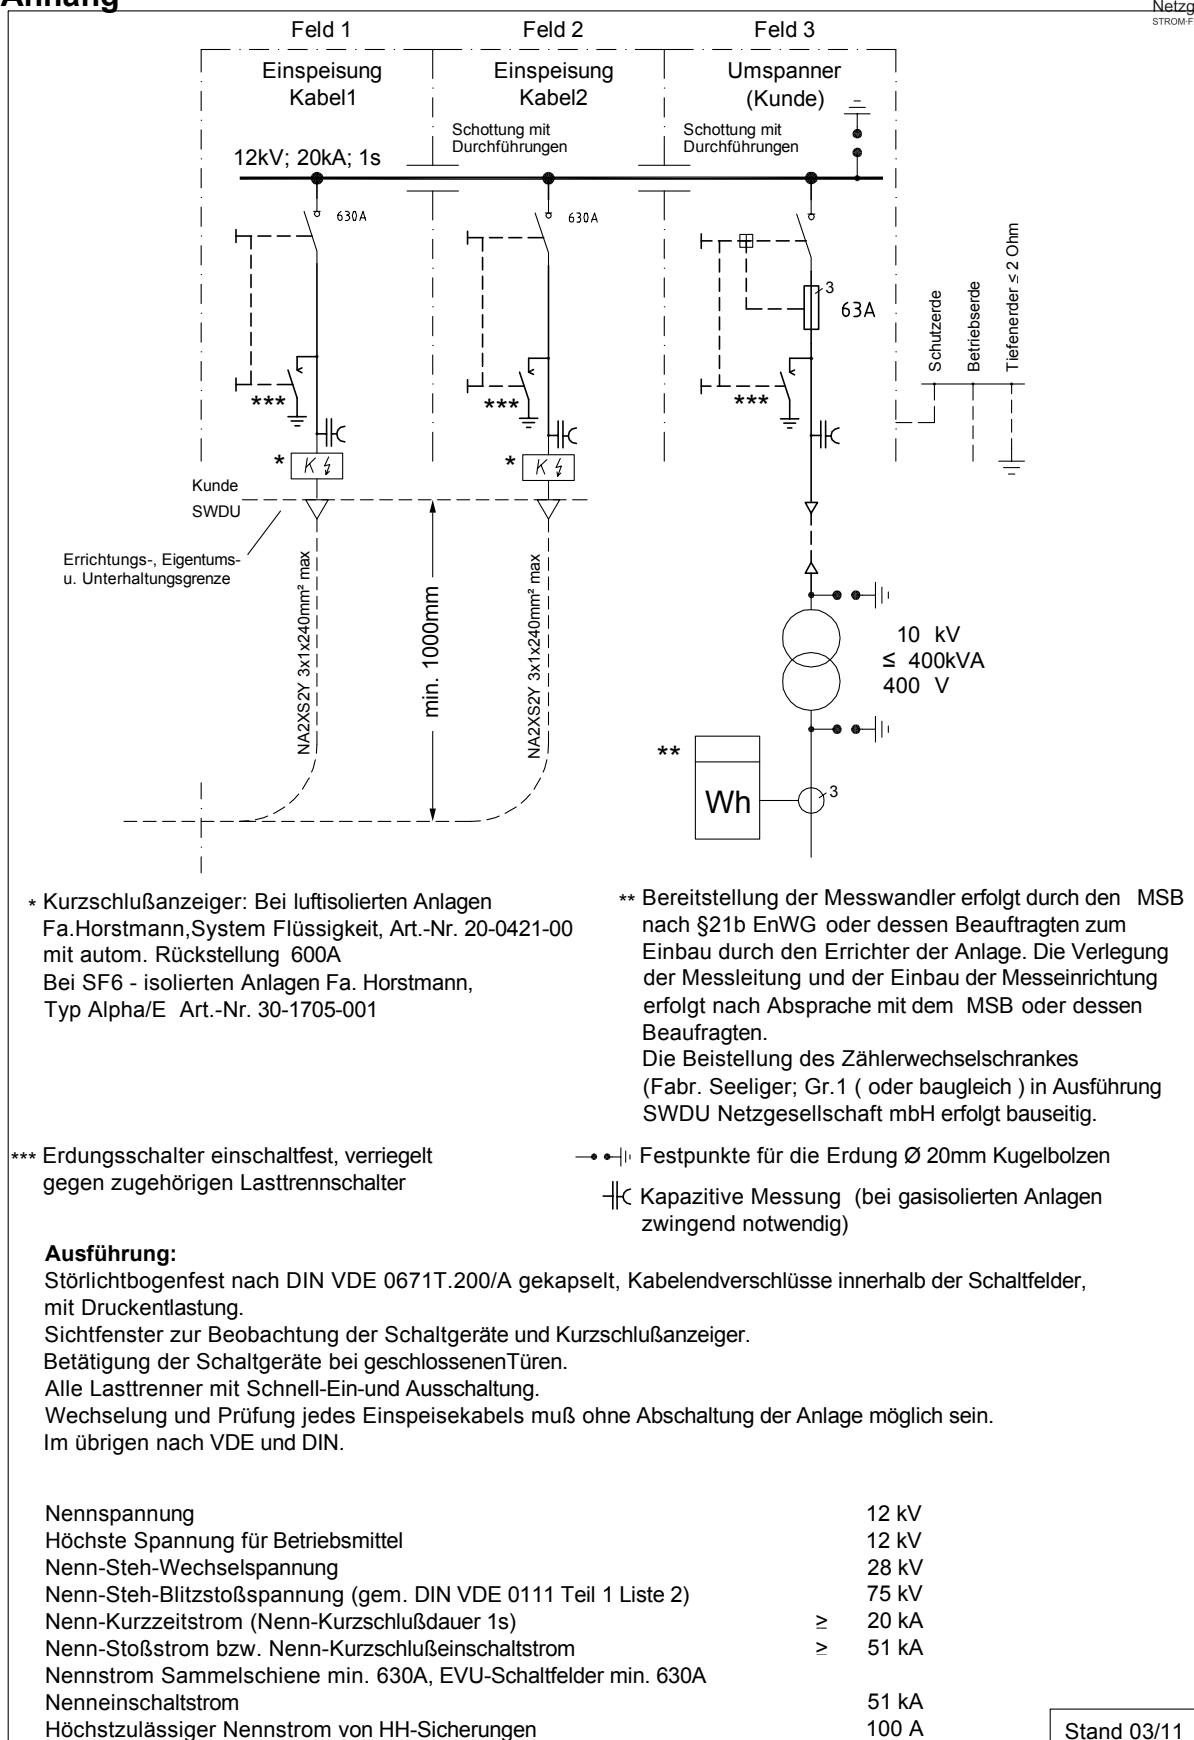 Anhang
Netzg
STROM-F
Feld 1
Feld 2
Feld 3
Einspeisung
Kabel1
Einspeisung
Kabel2
Umspanner
(Kunde)
Schottung mit
Durchführungen
Schottung mit
Durchführungen
12kV; 20kA; 1s
630A
630A
3
63A
Schutzerde
Betriebserde
Tiefenerder ≤ 2 Ohm
***
***
***
* K
* K
Kunde
SWDU
Errichtungs-, Eigentums-
u. Unterhaltungsgrenze
NA2XS2Y 3x1x240mm² max
min. 1000mm
NA2XS2Y 3x1x240mm² max
10 kV
≤ 400kVA
400 V
**
Wh
3
* Kurzschlußanzeiger: Bei luftisolierten Anlagen
Fa.Horstmann,System Flüssigkeit, Art.-Nr. 20-0421-00
mit autom. Rückstellung 600A
Bei SF6 - isolierten Anlagen Fa. Horstmann,
Typ Alpha/E Art.-Nr. 30-1705-001
** Bereitstellung der Messwandler erfolgt durch den MSB
nach §21b EnWG oder dessen Beauftragten zum
Einbau durch den Errichter der Anlage. Die Verlegung
der Messleitung und der Einbau der Messeinrichtung
erfolgt nach Absprache mit dem MSB oder dessen
Beaufragten.
Die Beistellung des Zählerwechselschrankes
(Fabr. Seeliger; Gr.1 ( oder baugleich ) in Ausführung
SWDU Netzgesellschaft mbH erfolgt bauseitig.
*** Erdungsschalter einschaltfest, verriegelt
gegen zugehörigen Lasttrennschalter
Festpunkte für die Erdung Ø 20mm Kugelbolzen
Kapazitive Messung (bei gasisolierten Anlagen
zwingend notwendig)
Ausführung:
Störlichtbogenfest nach DIN VDE 0671T.200/A gekapselt, Kabelendverschlüsse innerhalb der Schaltfelder,
mit Druckentlastung.
Sichtfenster zur Beobachtung der Schaltgeräte und Kurzschlußanzeiger.
Betätigung der Schaltgeräte bei geschlossenenTüren.
Alle Lasttrenner mit Schnell-Ein-und Ausschaltung.
Wechselung und Prüfung jedes Einspeisekabels muß ohne Abschaltung der Anlage möglich sein.
Im übrigen nach VDE und DIN.
Nennspannung 12 kV
Höchste Spannung für Betriebsmittel 12 kV
Nenn-Steh-Wechselspannung 28 kV
Nenn-Steh-Blitzstoßspannung (gem. DIN VDE 0111 Teil 1 Liste 2) 75 kV
Nenn-Kurzzeitstrom (Nenn-Kurzschlußdauer 1s) ≥ 20 kA
Nenn-Stoßstrom bzw. Nenn-Kurzschlußeinschaltstrom ≥ 51 kA
Nennstrom Sammelschiene min. 630A, EVU-Schaltfelder min. 630A
Nenneinschaltstrom 51 kA
Höchstzulässiger Nennstrom von HH-Sicherungen 100 A
Stand 03/11